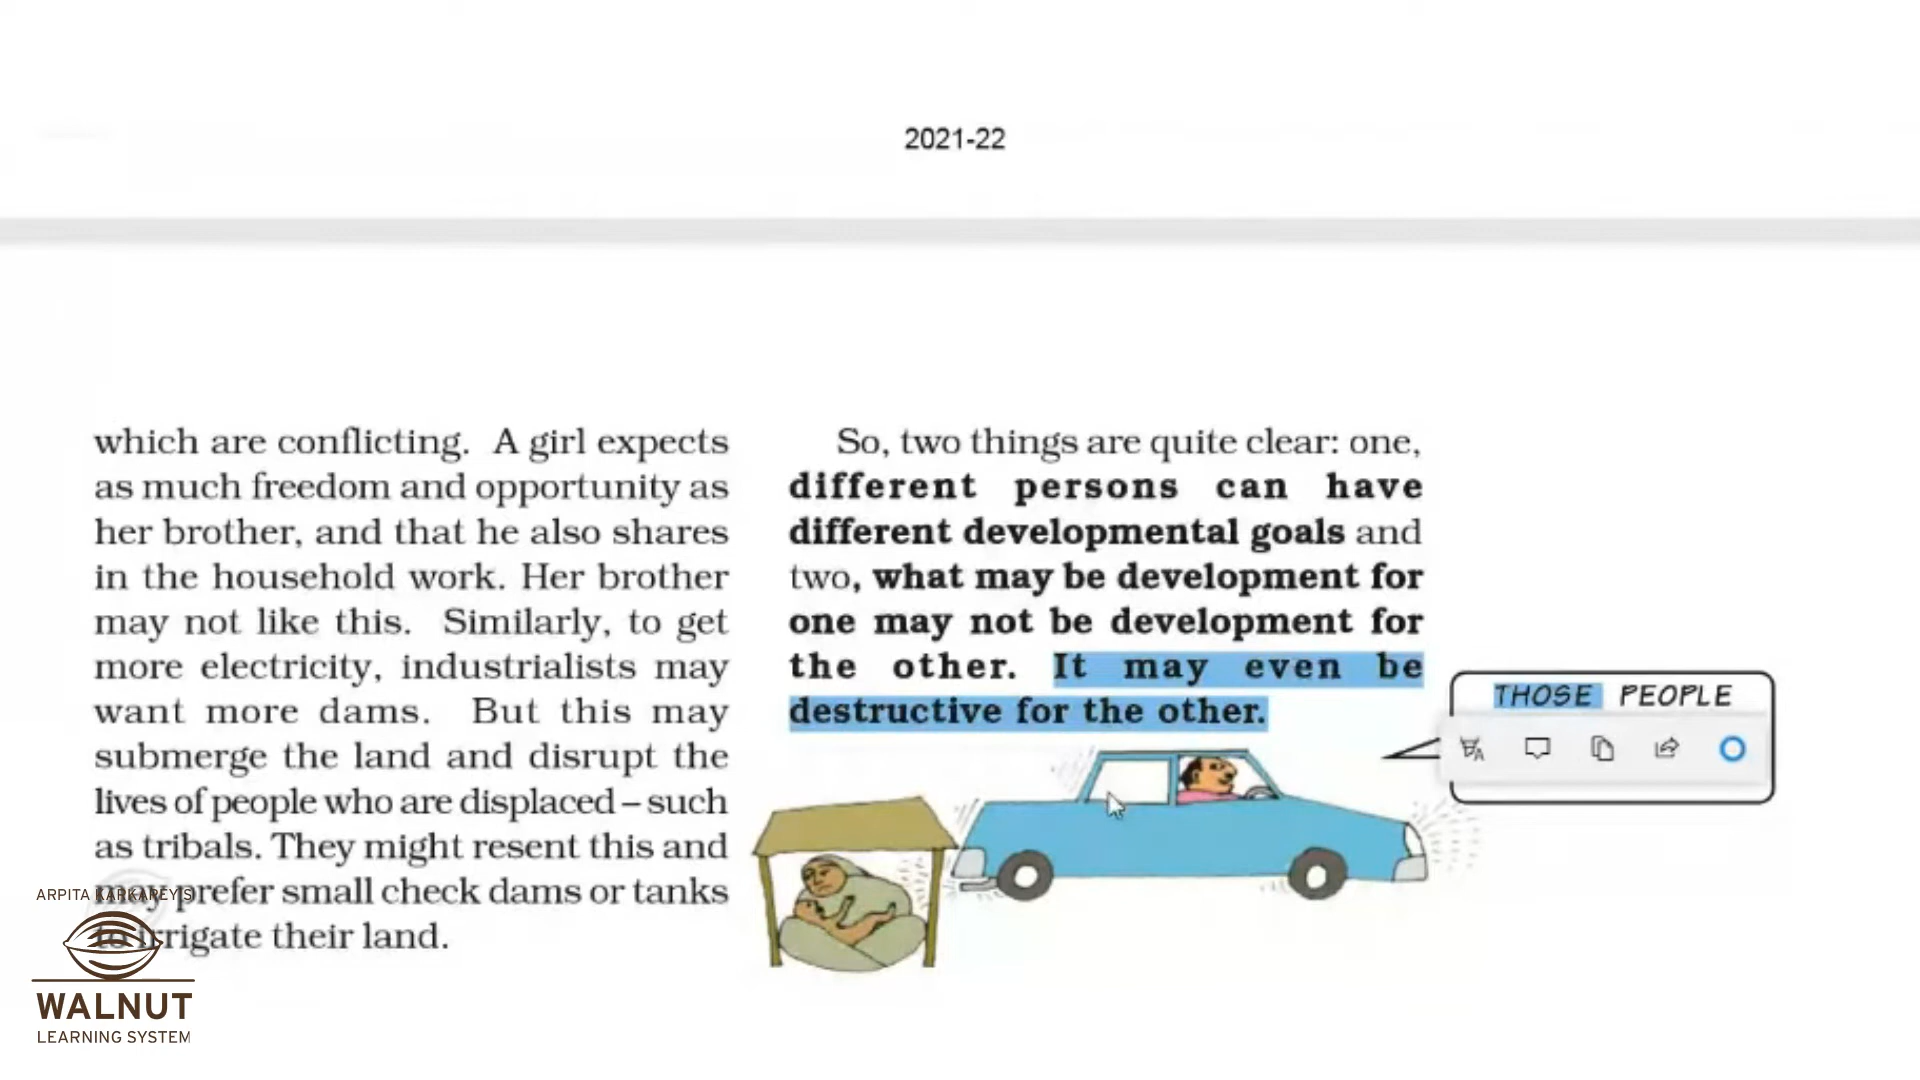 2021-22
which are conflicting. A girl expects
as much freedom and opportunity as
her brother, and that he also shares
in the household work. Her brother
may not like this. Similarly, to get
more electricity, industrialists may
want more dams. But this may
submerge the land and disrupt the
lives of people who are displaced – such
as tribals. They might resent this and
may prefer small check dams or tanks
to irrigate their land.
So, two things are quite clear: one,
different persons can have
different developmental goals and
two, what may be development for
one may not be development for
the other. It may even be
destructive for the other.
THOSE PEOPLE
ARPITA KARKAREY'S
WALNUT
LEARNING SYSTEM